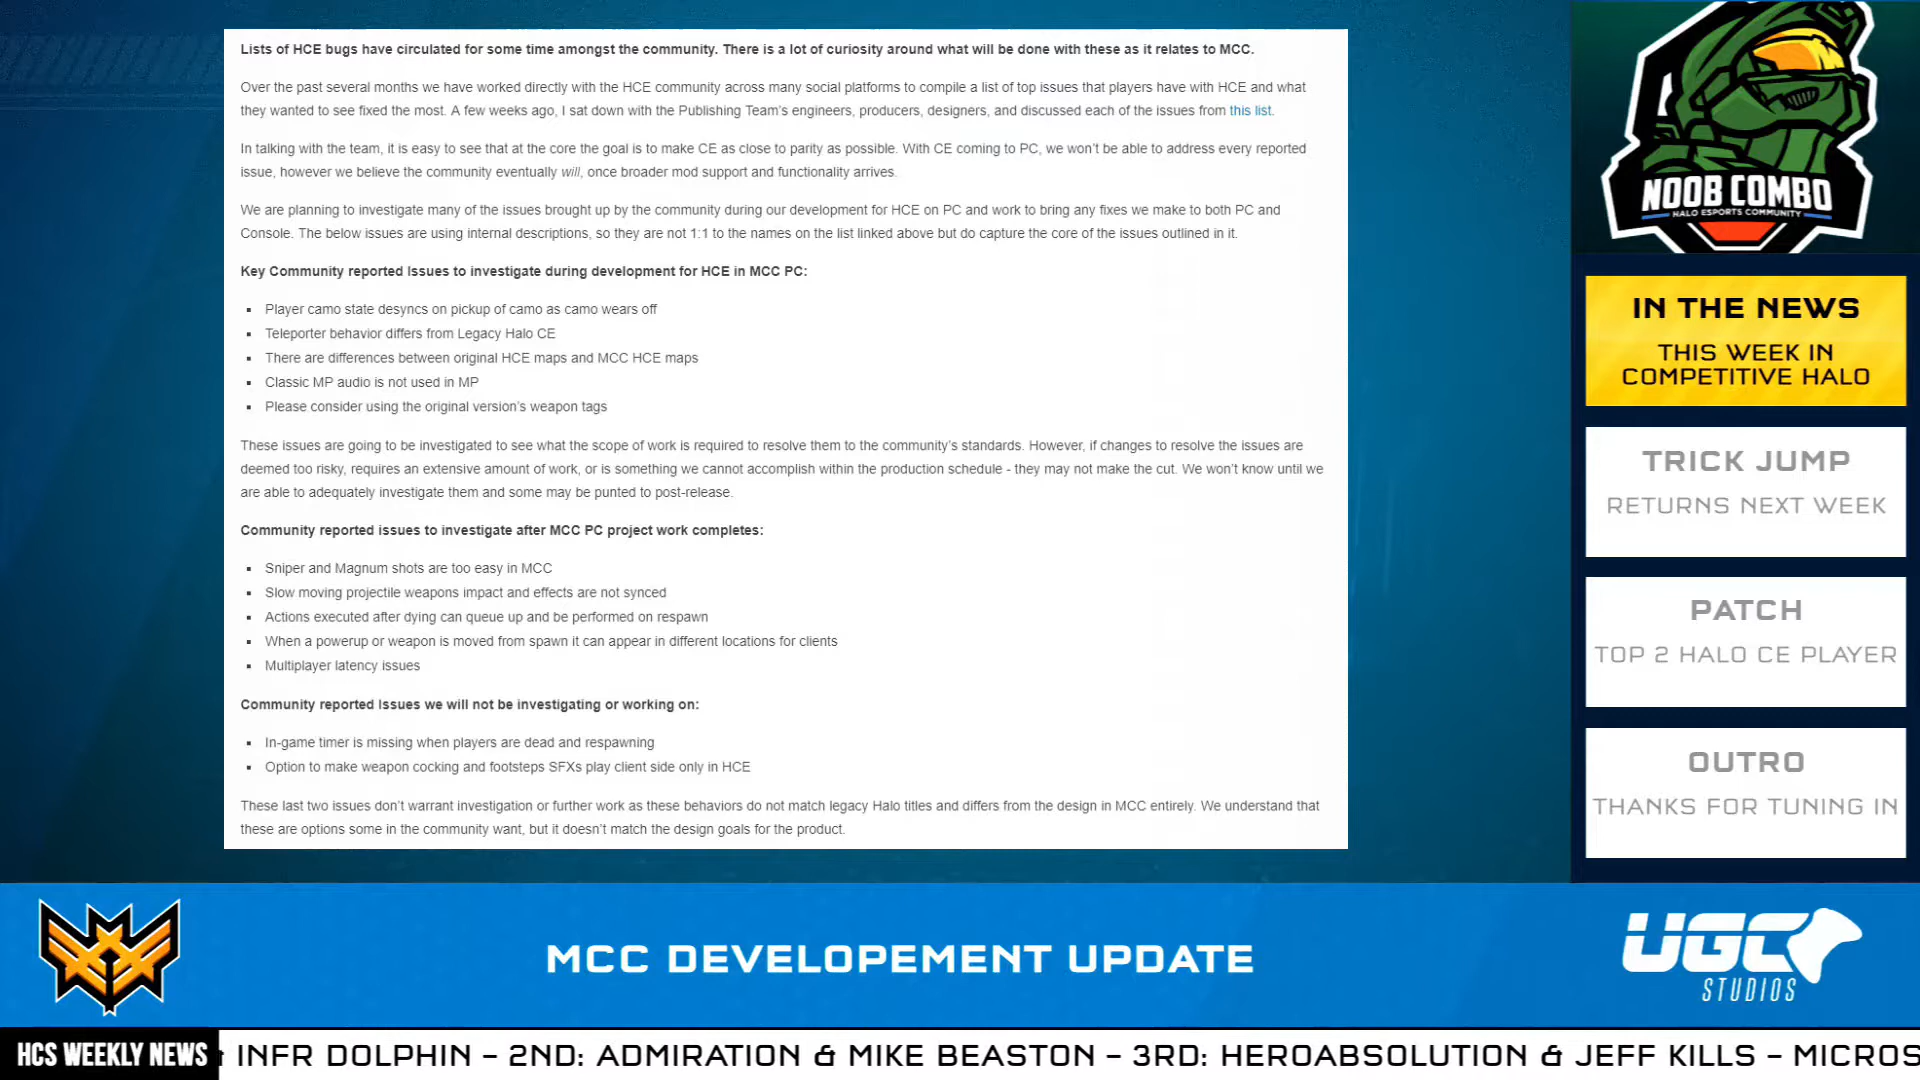 Lists of HCE bugs have circulated for some time amongst the community. There is a lot of curiosity around what will be done with these as it relates to MCC.
Over the past several months we have worked directly with the HCE community across many social platforms to compile a list of top issues that players have with HCE and what
they wanted to see fixed the most. A few weeks ago, I sat down with the Publishing Team's engineers, producers, designers, and discussed each of the issues from this list.
In talking with the team, it is easy to see that at the core the goal is to make CE as close to parity as possible. With CE coming to PC, we won't be able to address every reported
issue, however we believe the community eventually will, once broader mod support and functionality arrives.
We are planning to investigate many of the issues brought up by the community during our development for HCE on PC and work to bring any fixes we make to both PC and
Console. The below issues are using internal descriptions, so they are not 1:1 to the names on the list linked above but do capture the core of the issues outlined in it.
Key Community reported Issues to investigate during development for HCE in MCC PC:
▪ Player camo state desyncs on pickup of camo as camo wears off
▪ Teleporter behavior differs from Legacy Halo CE
▪ There are differences between original HCE maps and MCC HCE maps
▪ Classic MP audio is not used in MP
▪ Please consider using the original version's weapon tags
These issues are going to be investigated to see what the scope of work is required to resolve them to the community's standards. However, if changes to resolve the issues are
deemed too risky, requires an extensive amount of work, or is something we cannot accomplish within the production schedule - they may not make the cut. We won't know until we
are able to adequately investigate them and some may be punted to post-release.
Community reported issues to investigate after MCC PC project work completes:
▪ Sniper and Magnum shots are too easy in MCC
▪ Slow moving projectile weapons impact and effects are not synced
▪ Actions executed after dying can queue up and be performed on respawn
▪ When a powerup or weapon is moved from spawn it can appear in different locations for clients
▪ Multiplayer latency issues
Community reported Issues we will not be investigating or working on:
▪ In-game timer is missing when players are dead and respawning
▪ Option to make weapon cocking and footsteps SFXs play client side only in HCE
These last two issues don't warrant investigation or further work as these behaviors do not match legacy Halo titles and differs from the design in MCC entirely. We understand that
these are options some in the community want, but it doesn't match the design goals for the product.
NOOB COMBO
HALO ESPORTS COMMUNITY
IN THE NEWS
THIS WEEK IN
COMPETITIVE HALO
TRICK JUMP
RETURNS NEXT WEEK
PATCH
TOP 2 HALO CE PLAYER
OUTRO
THANKS FOR TUNING IN
MCC DEVELOPEMENT UPDATE
UGC
STUDIOS
HCS WEEKLY NEWS
INFR DOLPHIN – 2ND: ADMIRATION & MIKE BEASTON – 3RD: HEROABSOLUTION & JEFF KILLS – MICROS